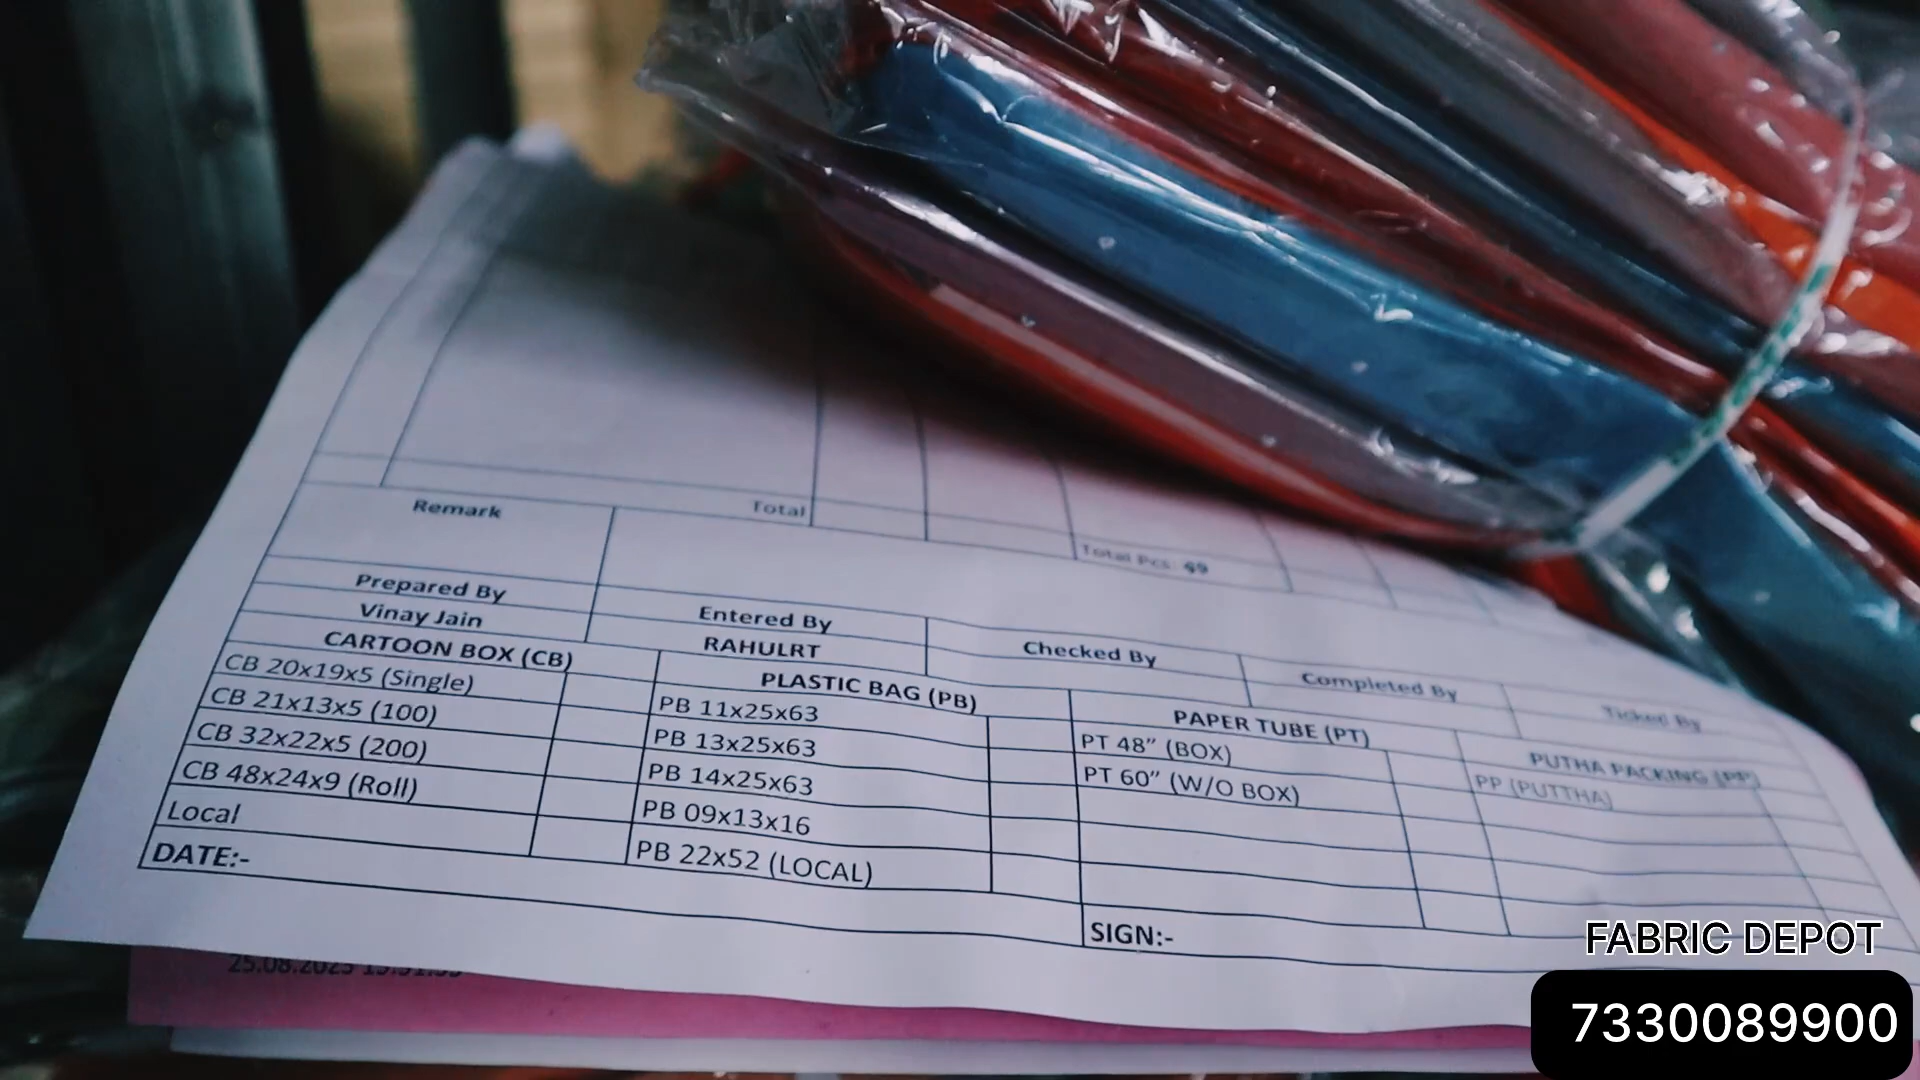 Remark
Total
Total Pcs
Prepared By
Entered By
Checked By
Completed By
Ticked By
Vinay Jain
RAHULRT
CARTOON BOX (CB)
PLASTIC BAG (PB)
PAPER TUBE (PT)
PUTHA PACKING (PP)
CB 20x19x5 (Single)
PB 11x25x63
PT 48” (BOX)
PP (PUTTHA)
CB 21x13x5 (100)
PB 13x25x63
PT 60” (W/O BOX)
CB 32x22x5 (200)
PB 14x25x63
CB 48x24x9 (Roll)
PB 09x13x16
Local
PB 22x52 (LOCAL)
DATE:-
SIGN:-
FABRIC DEPOT
7330089900